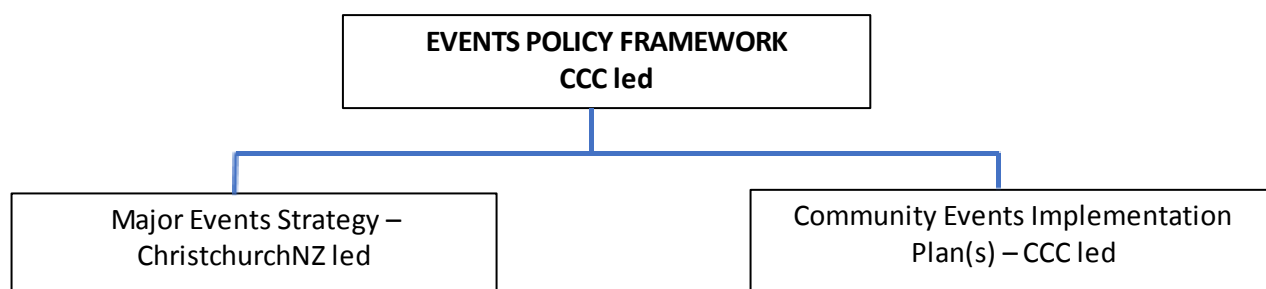 EVENTS POLICY FRAMEWORK
CCC led
Major Events Strategy –
ChristchurchNZ led
Community Events Implementation
Plan(s) – CCC led